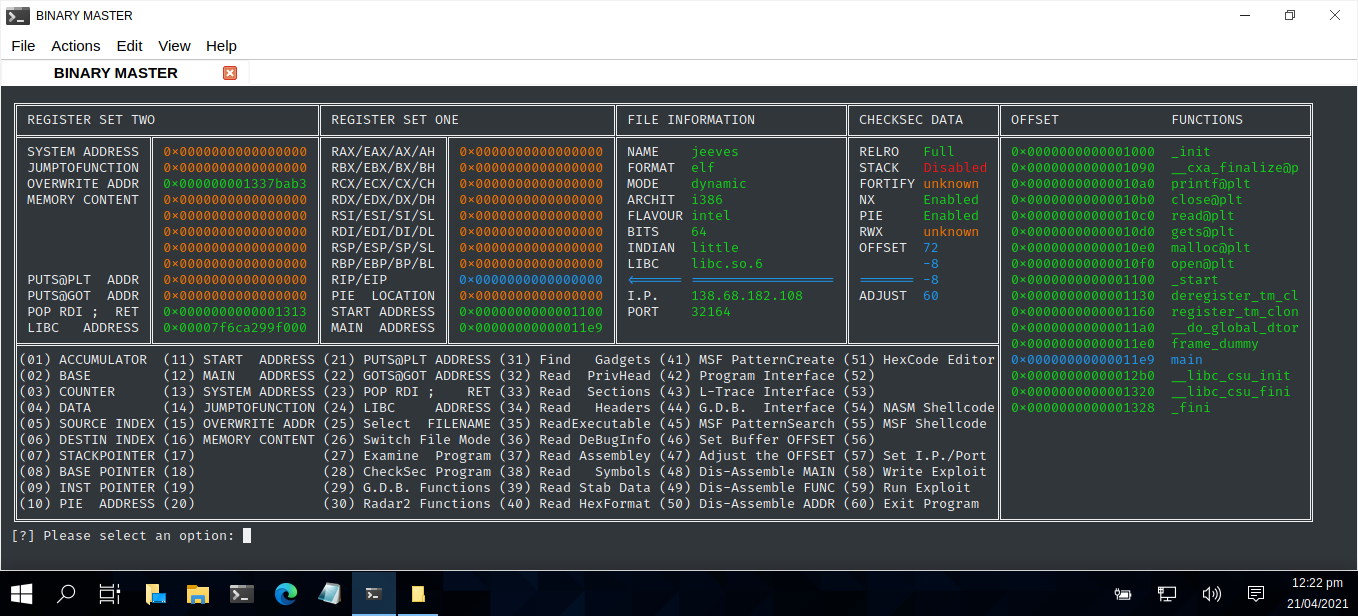 BINARY MASTER
File Actions Edit View Help
BINARY MASTER
REGISTER SET TWO REGISTER SET ONE FILE INFORMATION CHECKSEC DATA OFFSET FUNCTIONS
SYSTEM ADDRESS 0×0000000000000000 RAX/EAX/AX/AH 0×0000000000000000 NAME jeeves RELRO Full 0×0000000000001000 _init
JUMPTOFUNCTION 0×0000000000000000 RBX/EBX/BX/BH 0×0000000000000000 FORMAT elf STACK Disabled 0×0000000000001090 __cxa_finalize@p
OVERWRITE ADDR 0×000000001337bab3 RCX/ECX/CX/CH 0×0000000000000000 MODE dynamic FORTIFY unknown 0×00000000000010a0 printf@plt
MEMORY CONTENT 0×0000000000000000 RDX/EDX/DX/DH 0×0000000000000000 ARCHIT i386 NX Enabled 0×00000000000010b0 close@plt
0×0000000000000000 RSI/ESI/SI/SL 0×0000000000000000 FLAVOUR intel PIE Enabled 0×00000000000010c0 read@plt
0×0000000000000000 RDI/EDI/DI/DL 0×0000000000000000 BITS 64 RWX unknown 0×00000000000010d0 gets@plt
0×0000000000000000 RSP/ESP/SP/SL 0×0000000000000000 INDIAN little OFFSET 72 0×00000000000010e0 malloc@plt
0×0000000000000000 RBP/EBP/BP/BL 0×0000000000000000 LIBC libc.so.6 -8 0×00000000000010f0 open@plt
PUTS@PLT ADDR 0×0000000000000000 RIP/EIP 0×0000000000000000 -8 0×0000000000001100 _start
PUTS@GOT ADDR 0×0000000000000000 PIE LOCATION 0×0000000000000000 I.P. 138.68.182.108 ADJUST 60 0×0000000000001130 deregister_tm_cl
POP RDI ; RET 0×0000000000001313 START ADDRESS 0×0000000000001100 PORT 32164 0×0000000000001160 register_tm_clon
LIBC ADDRESS 0×00007f6ca299f000 MAIN ADDRESS 0×00000000000011e9 0×00000000000011a0 __do_global_dtor
0×00000000000011e0 frame_dummy
(01) ACCUMULATOR (11) START ADDRESS (21) PUTS@PLT ADDRESS (31) Find Gadgets (41) MSF PatternCreate (51) HexCode Editor 0×00000000000011e9 main
(02) BASE (12) MAIN ADDRESS (22) GOTS@GOT ADDRESS (32) Read PrivHead (42) Program Interface (52) 0×00000000000012b0 __libc_csu_init
(03) COUNTER (13) SYSTEM ADDRESS (23) POP RDI ; RET (33) Read Sections (43) L-Trace Interface (53) 0×0000000000001320 __libc_csu_fini
(04) DATA (14) JUMPTOFUNCTION (24) LIBC ADDRESS (34) Read Headers (44) G.D.B. Interface (54) NASM Shellcode 0×0000000000001328 _fini
(05) SOURCE INDEX (15) OVERWRITE ADDR (25) Select FILENAME (35) ReadExecutable (45) MSF PatternSearch (55) MSF Shellcode
(06) DESTIN INDEX (16) MEMORY CONTENT (26) Switch File Mode (36) Read DeBugInfo (46) Set Buffer OFFSET (56)
(07) STACKPOINTER (17) (27) Examine Program (37) Read Assembley (47) Adjust the OFFSET (57) Set I.P./Port
(08) BASE POINTER (18) (28) CheckSec Program (38) Read Symbols (48) Dis-Assemble MAIN (58) Write Exploit
(09) INST POINTER (19) (29) G.D.B. Functions (39) Read Stab Data (49) Dis-Assemble FUNC (59) Run Exploit
(10) PIE ADDRESS (20) (30) Radar2 Functions (40) Read HexFormat (50) Dis-Assemble ADDR (60) Exit Program
[?] Please select an option:
12:22 pm
21/04/2021